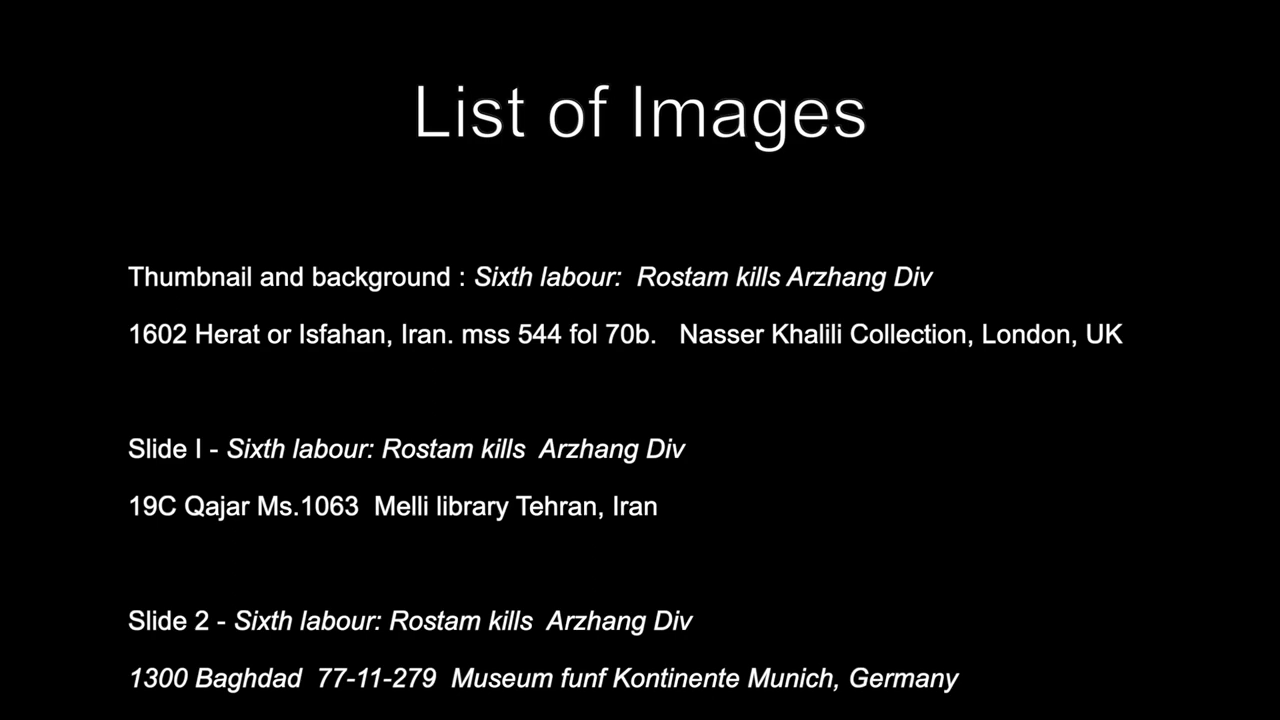 List of Images
Thumbnail and background : Sixth labour:  Rostam kills Arzhang Div
1602 Herat or Isfahan, Iran. mss 544 fol 70b.   Nasser Khalili Collection, London, UK
Slide I - Sixth labour: Rostam kills  Arzhang Div
19C Qajar Ms.1063  Melli library Tehran, Iran
Slide 2 - Sixth labour: Rostam kills  Arzhang Div
1300 Baghdad  77-11-279  Museum funf Kontinente Munich, Germany